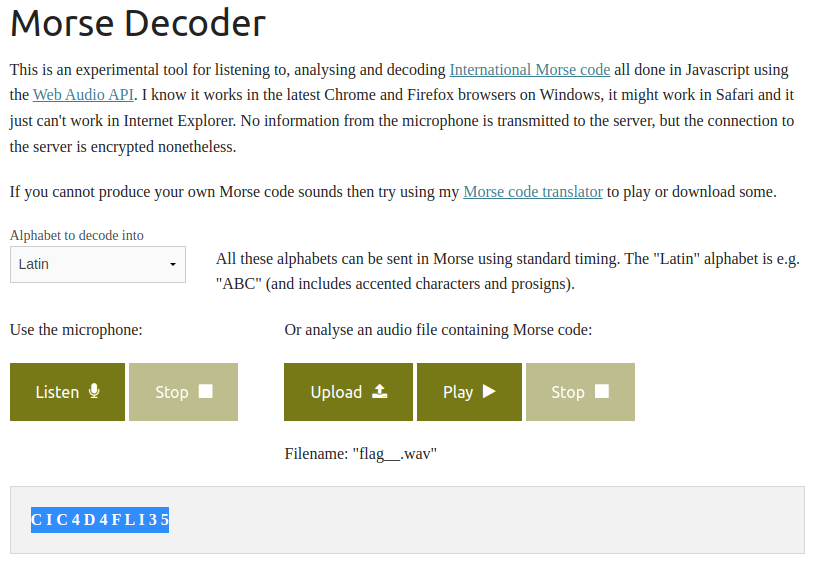 Morse Decoder
This is an experimental tool for listening to, analysing and decoding International Morse code all done in Javascript using
the Web Audio API. I know it works in the latest Chrome and Firefox browsers on Windows, it might work in Safari and it
just can't work in Internet Explorer. No information from the microphone is transmitted to the server, but the connection to
the server is encrypted nonetheless.
If you cannot produce your own Morse code sounds then try using my Morse code translator to play or download some.
Alphabet to decode into
Latin
All these alphabets can be sent in Morse using standard timing. The "Latin" alphabet is e.g.
"ABC" (and includes accented characters and prosigns).
Use the microphone:
Listen Stop
Or analyse an audio file containing Morse code:
Upload Play Stop
Filename: "flag__.wav"
C I C 4 D 4 F L I 3 5